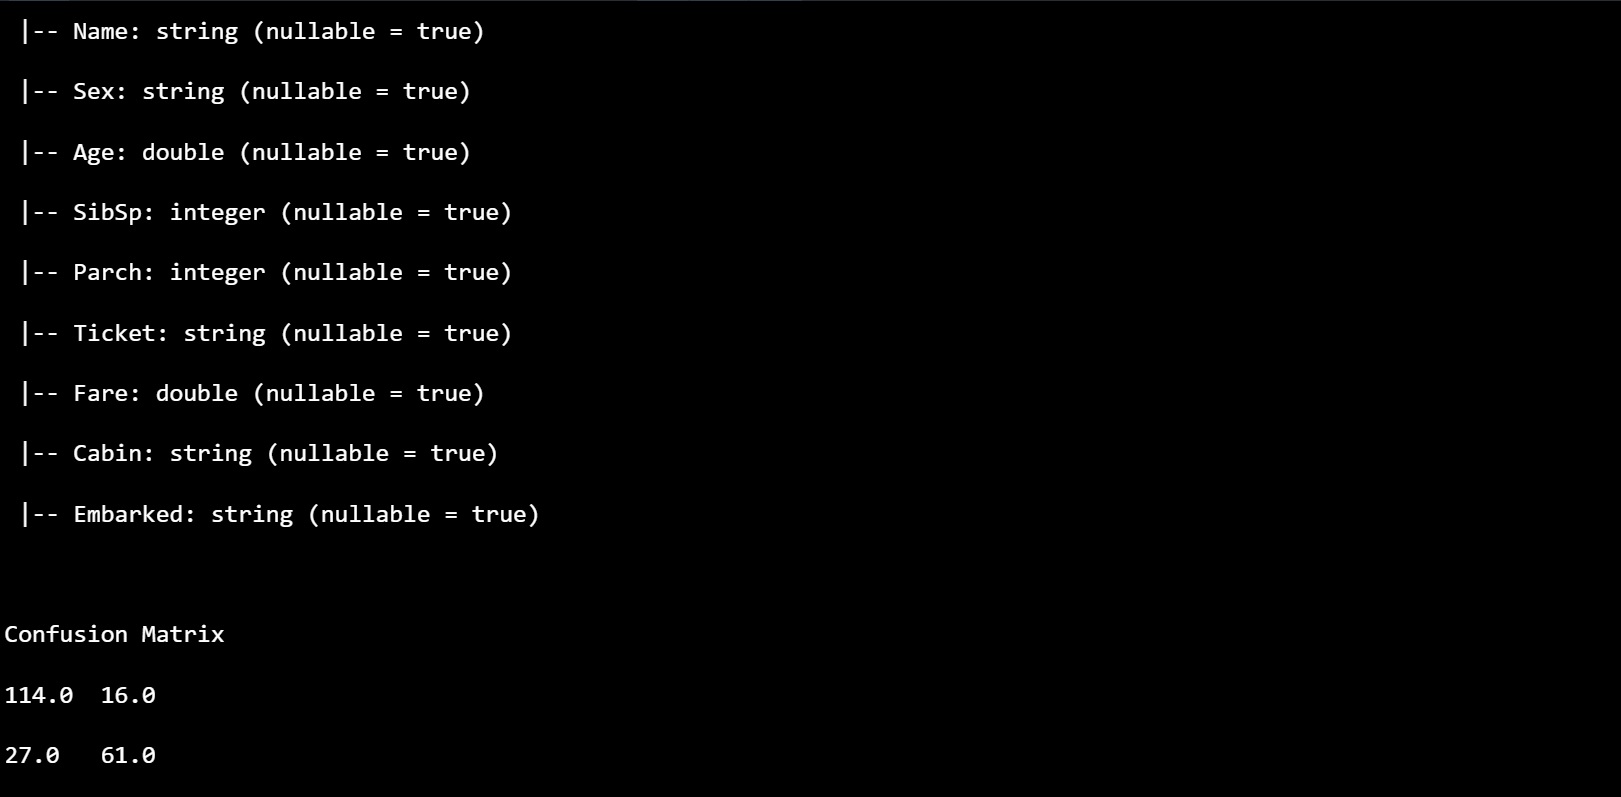 |-- Name: string (nullable = true)
|-- Sex: string (nullable = true)
|-- Age: double (nullable = true)
|-- SibSp: integer (nullable = true)
|-- Parch: integer (nullable = true)
|-- Ticket: string (nullable = true)
|-- Fare: double (nullable = true)
|-- Cabin: string (nullable = true)
|-- Embarked: string (nullable = true)
Confusion Matrix
114.0  16.0
27.0   61.0